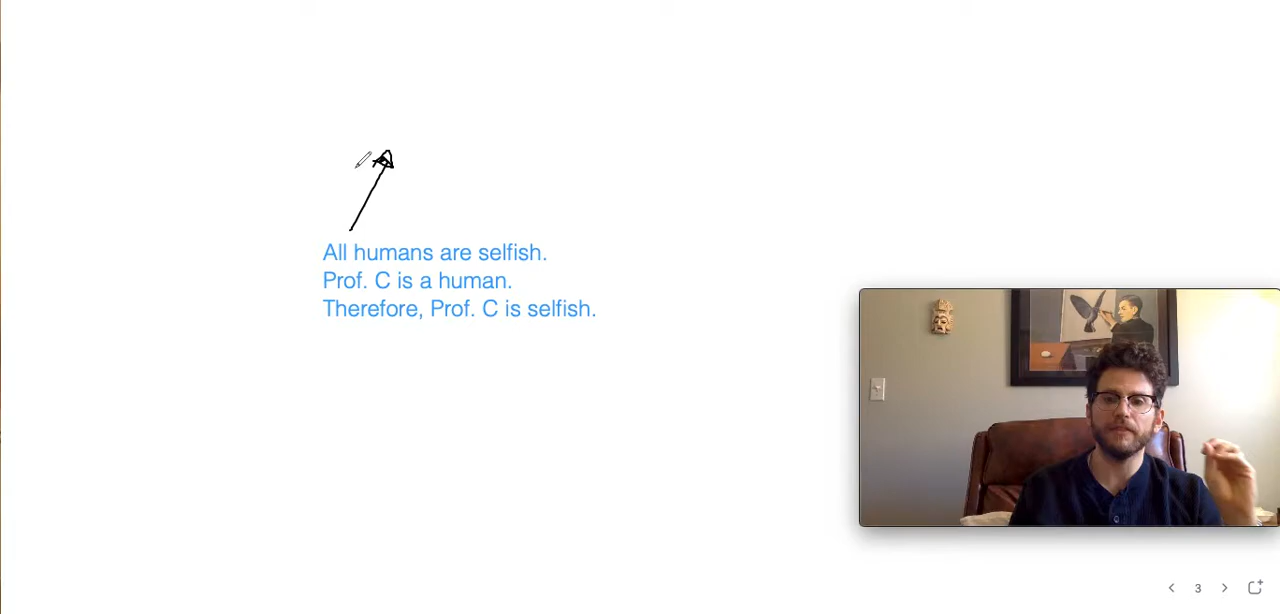 All humans are selfish.
Prof. C is a human.
Therefore, Prof. C is selfish.
3